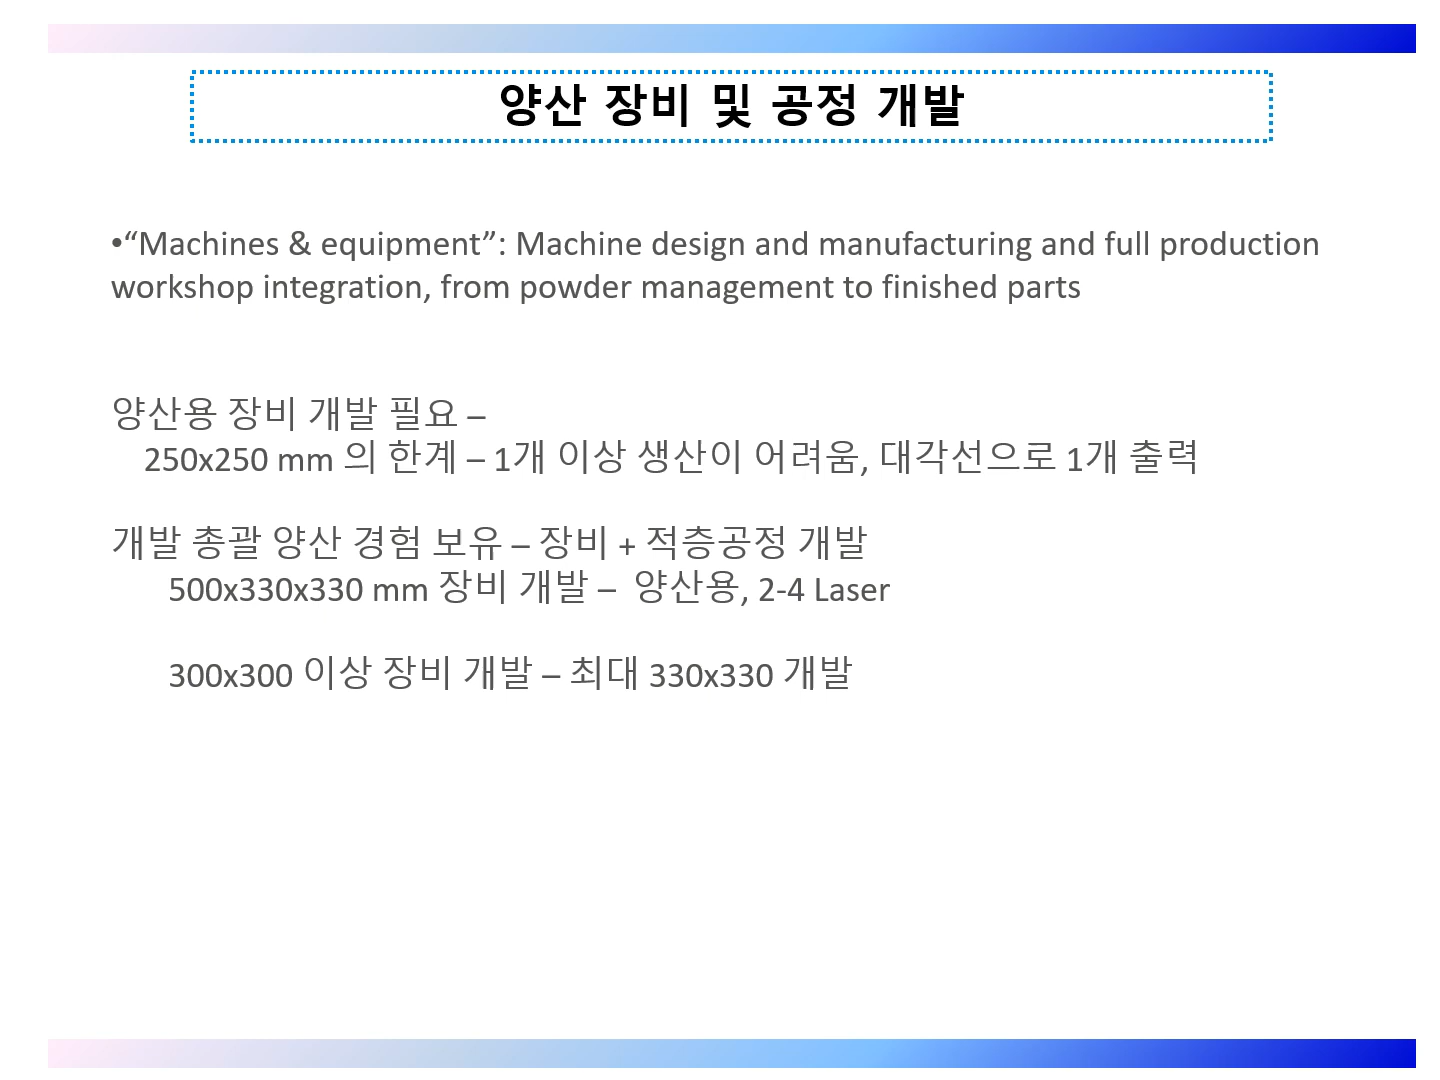 양산 장비 및 공정 개발
•“Machines & equipment”: Machine design and manufacturing and full production
workshop integration, from powder management to finished parts
양산용 장비 개발 필요 –
250x250 mm 의 한계 – 1개 이상 생산이 어려움, 대각선으로 1개 출력
개발 총괄 양산 경험 보유 – 장비 + 적층공정 개발
500x330x330 mm 장비 개발 – 양산용, 2-4 Laser
300x300 이상 장비 개발 – 최대 330x330 개발